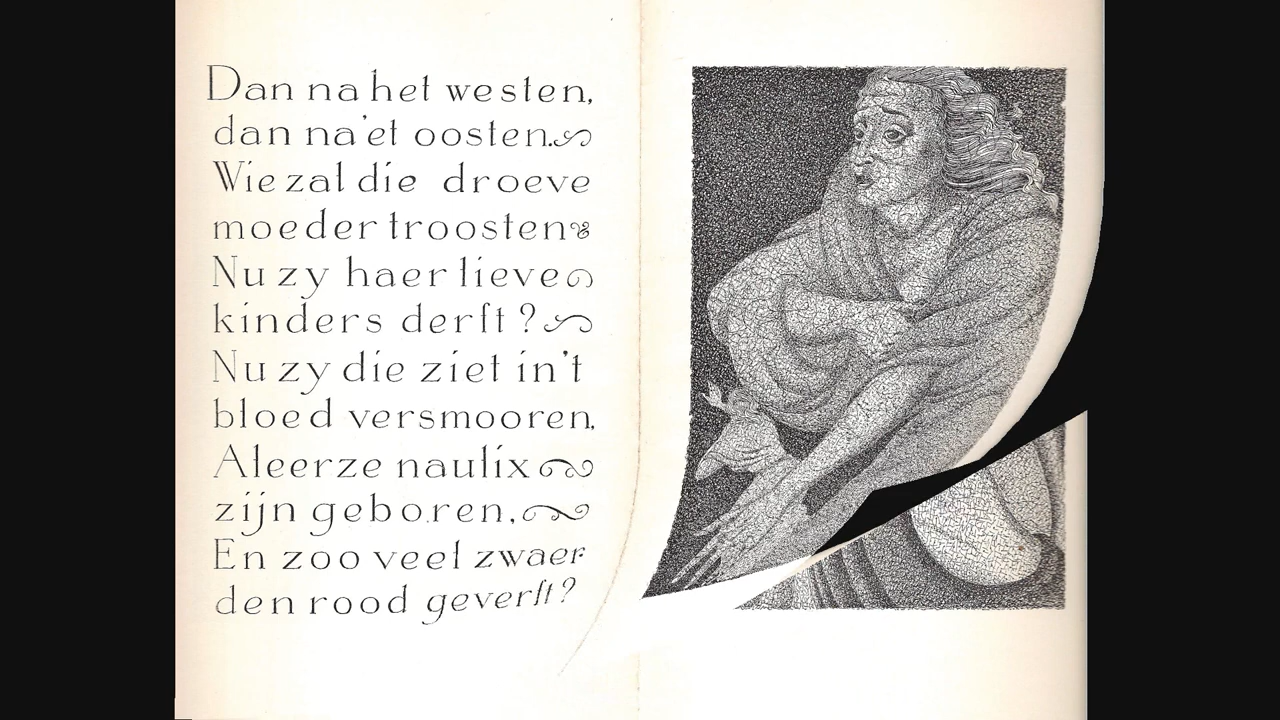 Dan na het westen,
dan na'et oosten.
Wie zal die droeve
moeder troosten
Nu zy haer lieve
kinders derft?
Nu zy die ziet in't
bloed versmooren.
Aleerze naulix
zijn geboren,
En zoo veel zwaer
den rood geverft?